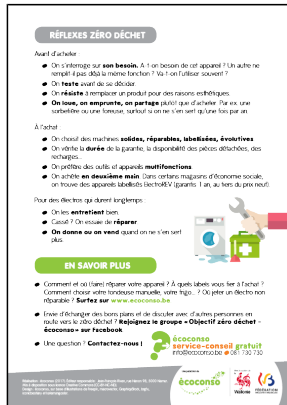 RÉFLEXES ZÉRO DÉCHET
Avant d'acheter :
On s'interroge sur son besoin. A-t-on besoin de cet appareil ? Un autre ne
remplit-il pas déjà la même fonction ? Va-t-on l'utiliser souvent ?
On teste avant de se décider.
On résiste à remplacer un produit pour des raisons esthétiques.
On loue, on emprunte, on partage plutôt que d'acheter. Par ex. une
sorbetière ou une foreuse, surtout si on ne s'en sert qu'une fois par an.
À l'achat :
On choisit des machines solides, réparables, labellisées, évolutives.
On vérifie la durée de la garantie, la disponibilité des pièces détachées, des
recharges...
On préfère des outils et appareils multifonctions.
On achète en deuxième main. Dans certains magasins d'économie sociale,
on trouve des appareils labellisés ElectroREV (garantis 1 an, au tiers du prix neuf).
Pour des électros qui durent longtemps :
On les entretient bien.
Cassé ? On essaie de réparer.
On donne ou on vend quand on ne s'en sert
plus.
EN SAVOIR PLUS
Comment et où (faire) réparer votre appareil ? À quels labels vous fier à l'achat ?
Comment choisir votre tondeuse manuelle, votre frigo... ? Où jeter un électro non
réparable ? Surfez sur www.ecoconso.be
Envie d'échanger des bons plans et de discuter avec d'autres personnes en
route vers le zéro déchet ? Rejoignez le groupe « Objectif zéro déchet -
écoconso » sur Facebook
Une question ? Contactez-nous !
écoconso
service-conseil gratuit
info@ecoconso.be 081 730 730
écoconso
Wallonie